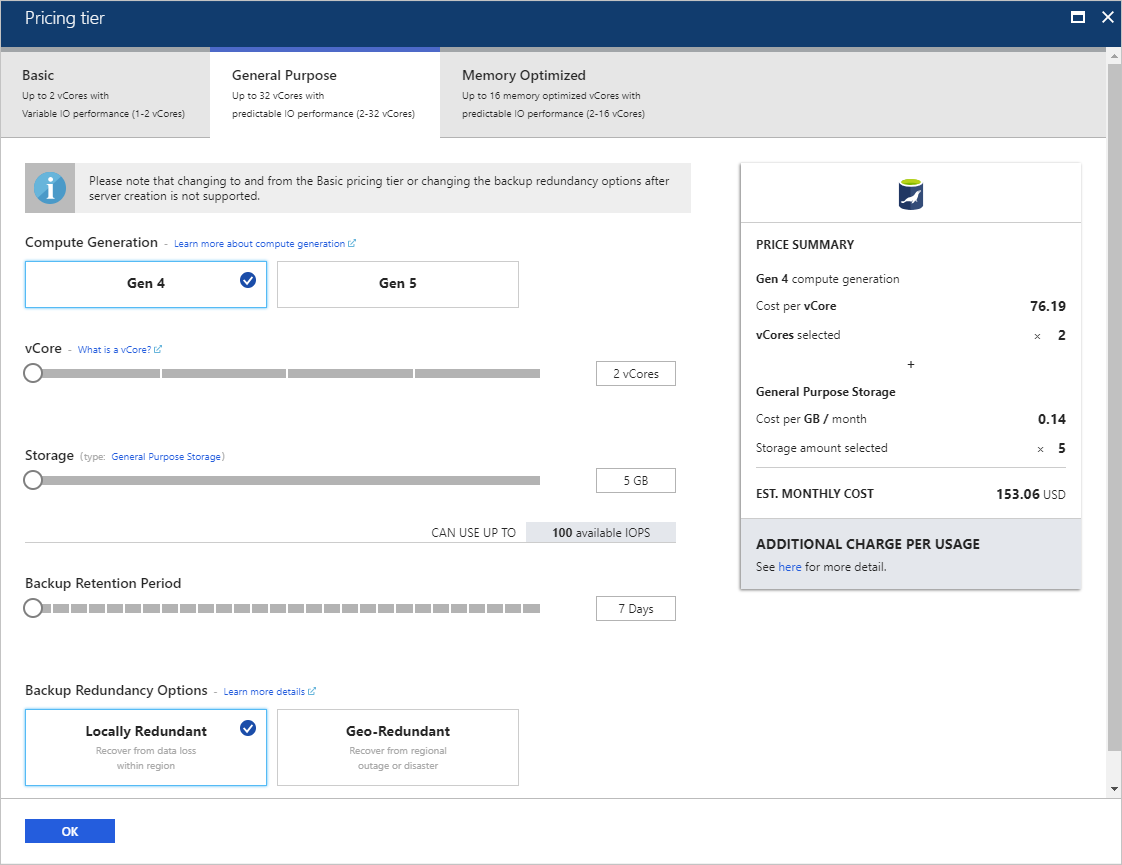 Pricing tier
Basic
Up to 2 vCores with
Variable IO performance (1-2 vCores)
General Purpose
Up to 32 vCores with
predictable IO performance (2-32 vCores)
Memory Optimized
Up to 16 memory optimized vCores with
predictable IO performance (2-16 vCores)
Please note that changing to and from the Basic pricing tier or changing the backup redundancy options after
server creation is not supported.
Compute Generation - Learn more about compute generation
Gen 4
Gen 5
vCore - What is a vCore?
2 vCores
Storage (type: General Purpose Storage)
5 GB
CAN USE UP TO 100 available IOPS
Backup Retention Period
7 Days
Backup Redundancy Options - Learn more details
Locally Redundant
Recover from data loss
within region
Geo-Redundant
Recover from regional
outage or disaster
PRICE SUMMARY
Gen 4 compute generation
Cost per vCore 76.19
vCores selected × 2
+
General Purpose Storage
Cost per GB / month 0.14
Storage amount selected × 5
EST. MONTHLY COST 153.06 USD
ADDITIONAL CHARGE PER USAGE
See here for more detail.
OK